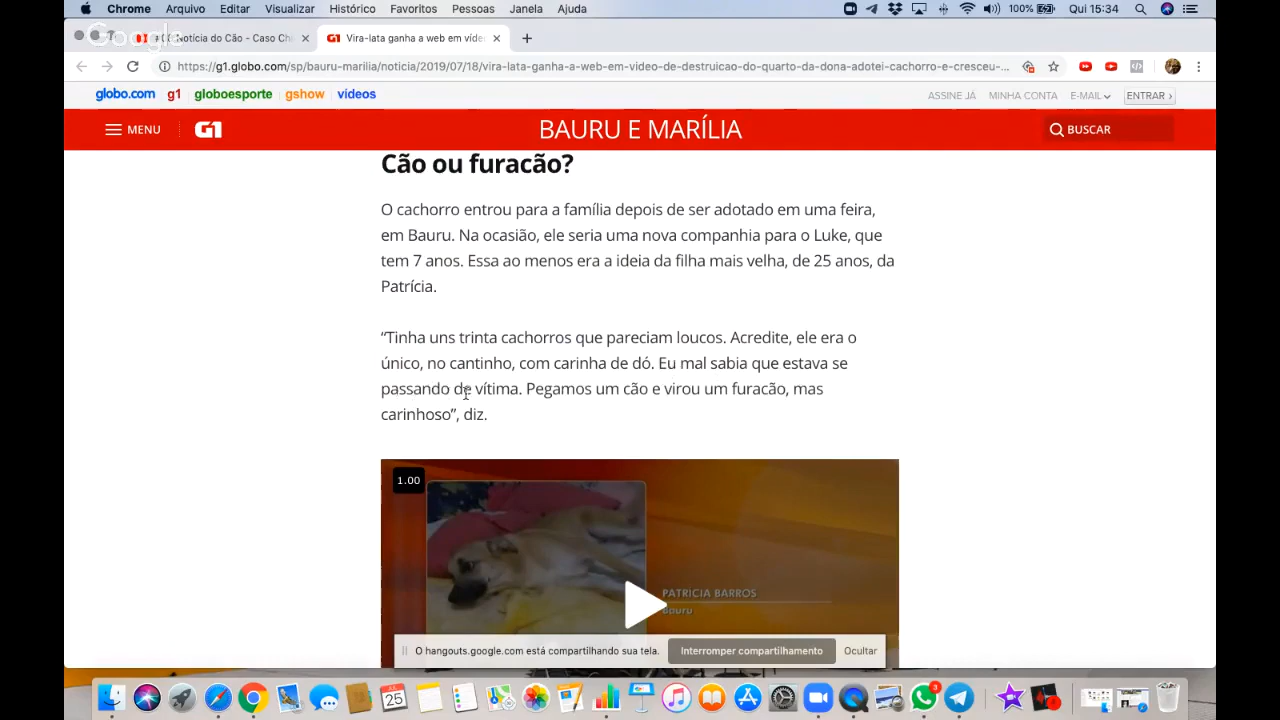 Chrome Arquivo Editar Visualizar Histórico Favoritos Pessoas Janela Ajuda 100% Qui 15:34
Google
Notícia do Cão - Caso Ch
Vira-lata ganha a web em víde
https://g1.globo.com/sp/bauru-marilia/noticia/2019/07/18/vira-lata-ganha-a-web-em-video-de-destruicao-do-quarto-da-dona-adotei-cachorro-e-cresceu-...
globo.com g1 globoesporte gshow vídeos ASSINE JÁ MINHA CONTA E-MAIL ENTRAR ›
MENU G1 BAURU E MARÍLIA BUSCAR
Cão ou furacão?
O cachorro entrou para a família depois de ser adotado em uma feira,
em Bauru. Na ocasião, ele seria uma nova companhia para o Luke, que
tem 7 anos. Essa ao menos era a ideia da filha mais velha, de 25 anos, da
Patrícia.
“Tinha uns trinta cachorros que pareciam loucos. Acredite, ele era o
único, no cantinho, com carinha de dó. Eu mal sabia que estava se
passando de vítima. Pegamos um cão e virou um furacão, mas
carinhoso”, diz.
1.00
PATRÍCIA BARROS
Bauru
O hangouts.google.com está compartilhando sua tela. Interromper compartilhamento Ocultar
25
3